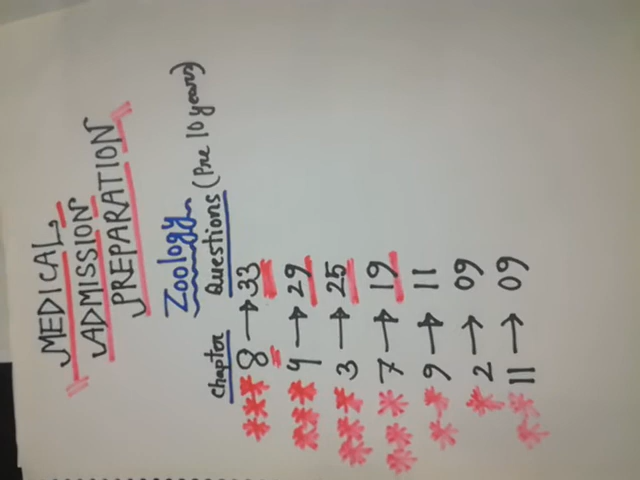 MEDICAL
ADMISSION
PREPARATION
Zoology
Chapter Questions (Pre 10 years)
*** 8 → 33
*** 4 → 29
*** 3 → 25
*** 7 → 19
** 9 → 11
* 2 → 09
** 11 → 09